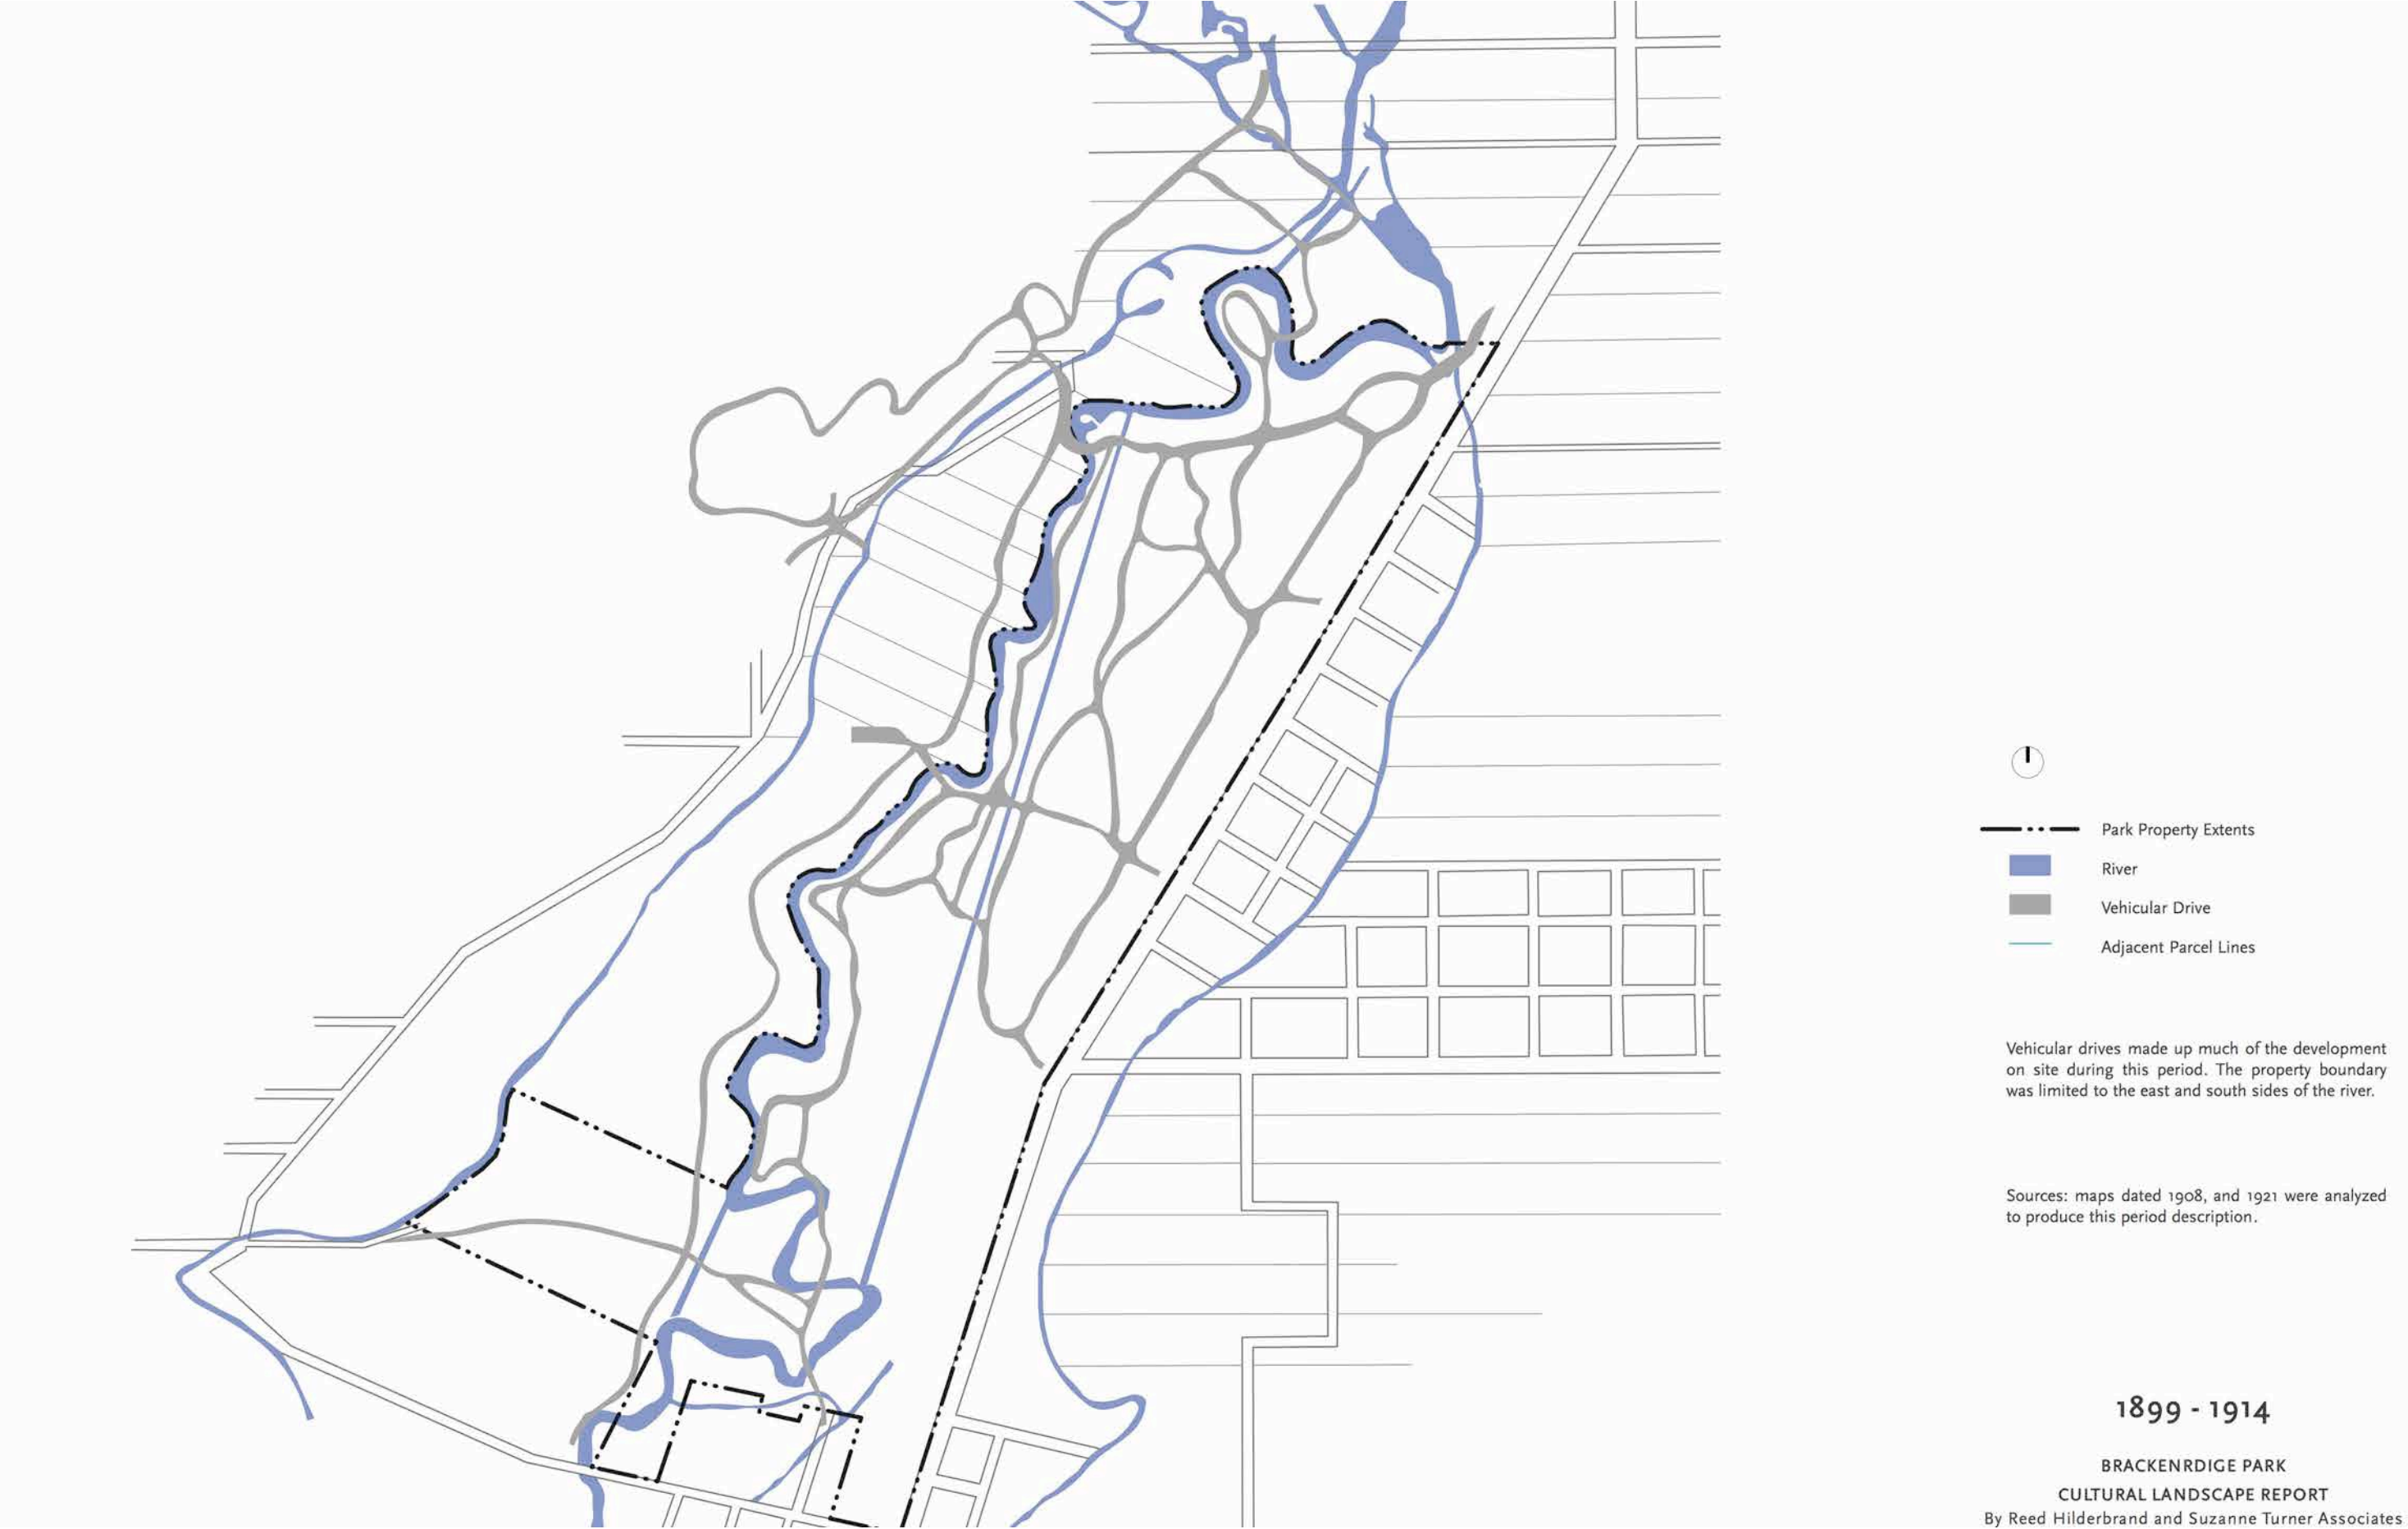 Park Property Extents
River
Vehicular Drive
Adjacent Parcel Lines
Vehicular drives made up much of the development
on site during this period. The property boundary
was limited to the east and south sides of the river.
Sources: maps dated 1908, and 1921 were analyzed
to produce this period description.
1899 - 1914
BRACKENRDIGE PARK
CULTURAL LANDSCAPE REPORT
By Reed Hilderbrand and Suzanne Turner Associates